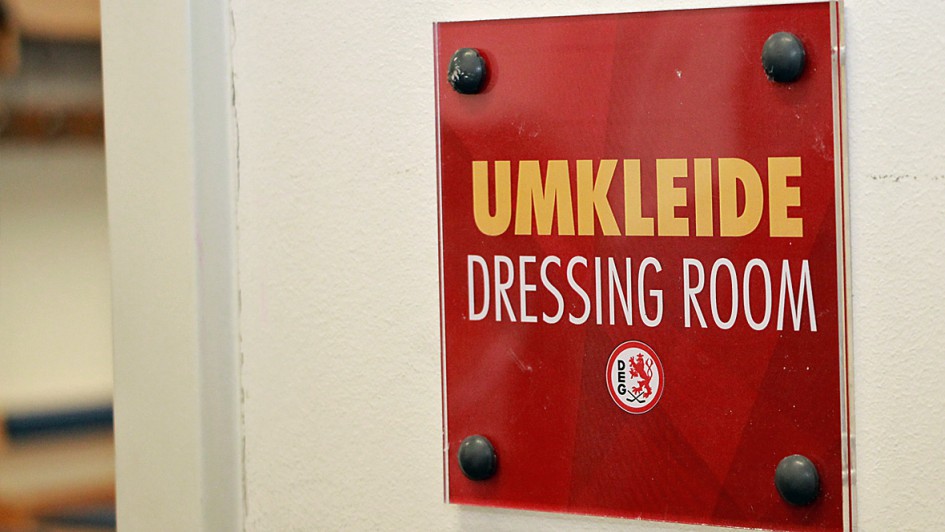 UMKLEIDE
DRESSING ROOM
DEG